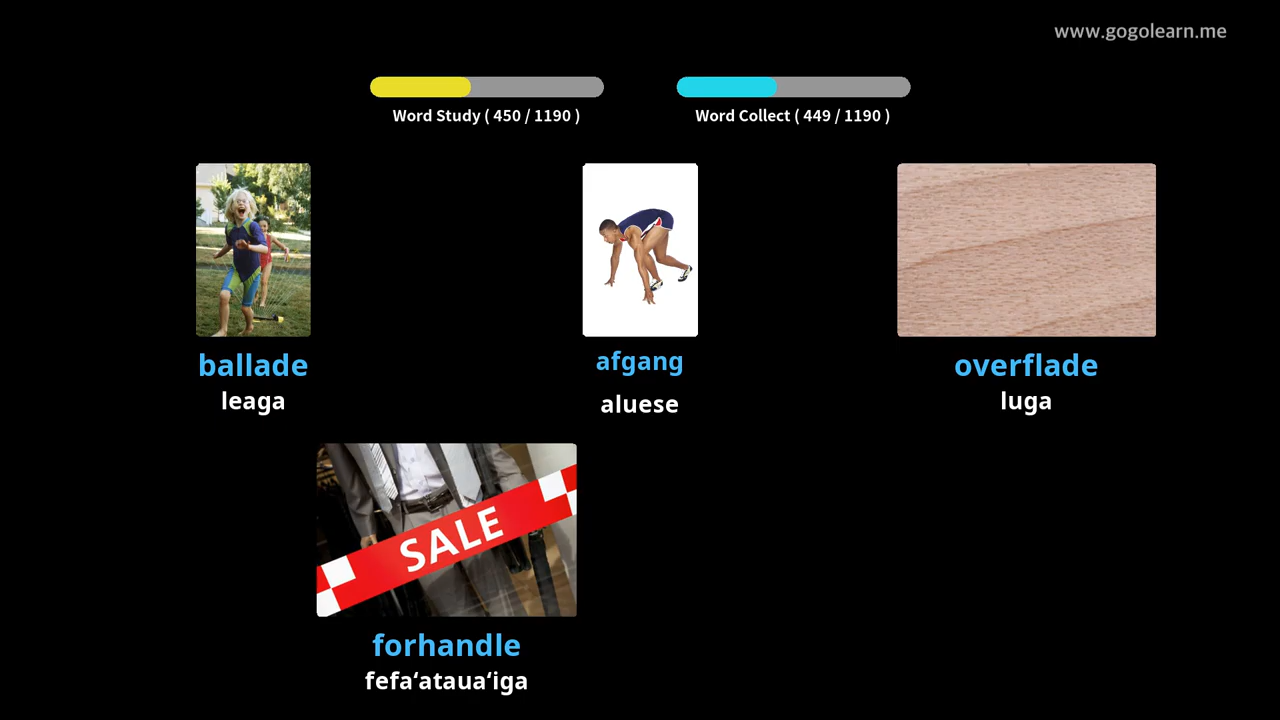 www.gogolearn.me
Word Study ( 450 / 1190 )
Word Collect ( 449 / 1190 )
ballade
leaga
afgang
aluese
overflade
luga
SALE
forhandle
fefaʻatauaʻiga